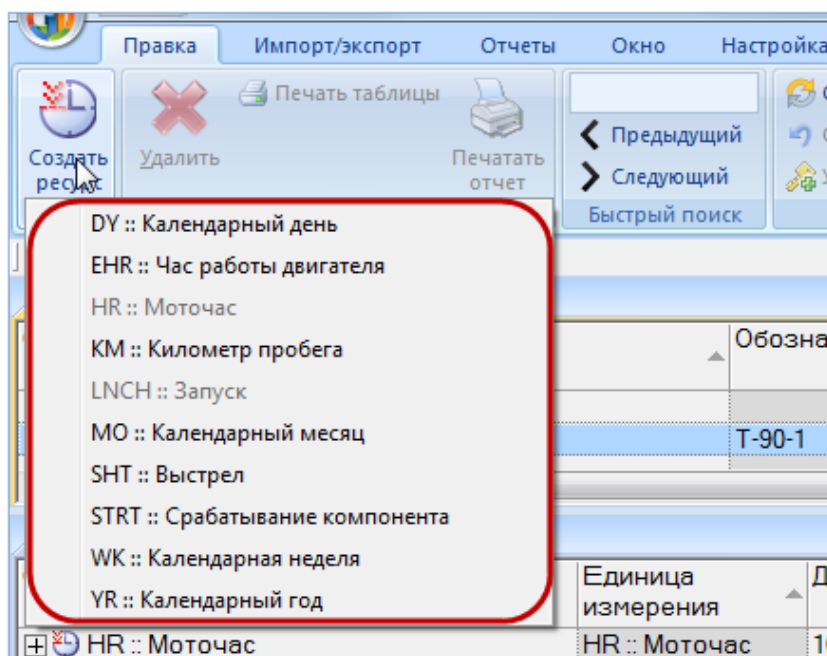 Правка Импорт/экспорт Отчеты Окно Настройка
Создать ресурс
Удалить
Печать таблицы
Печатать отчет
Предыдущий
Следующий
Быстрый поиск
DY :: Календарный день
EHR :: Час работы двигателя
HR :: Моточас
KM :: Километр пробега
LNCH :: Запуск
MO :: Календарный месяц
SHT :: Выстрел
STRT :: Срабатывание компонента
WK :: Календарная неделя
YR :: Календарный год
Обозна
Т-90-1
Единица
измерения
HR :: Моточас HR :: Моточас